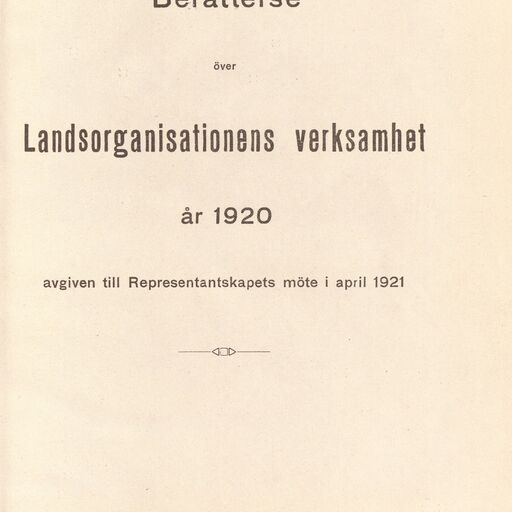 Berättelse
över
Landsorganisationens verksamhet
år 1920
avgiven till Representantskapets möte i april 1921